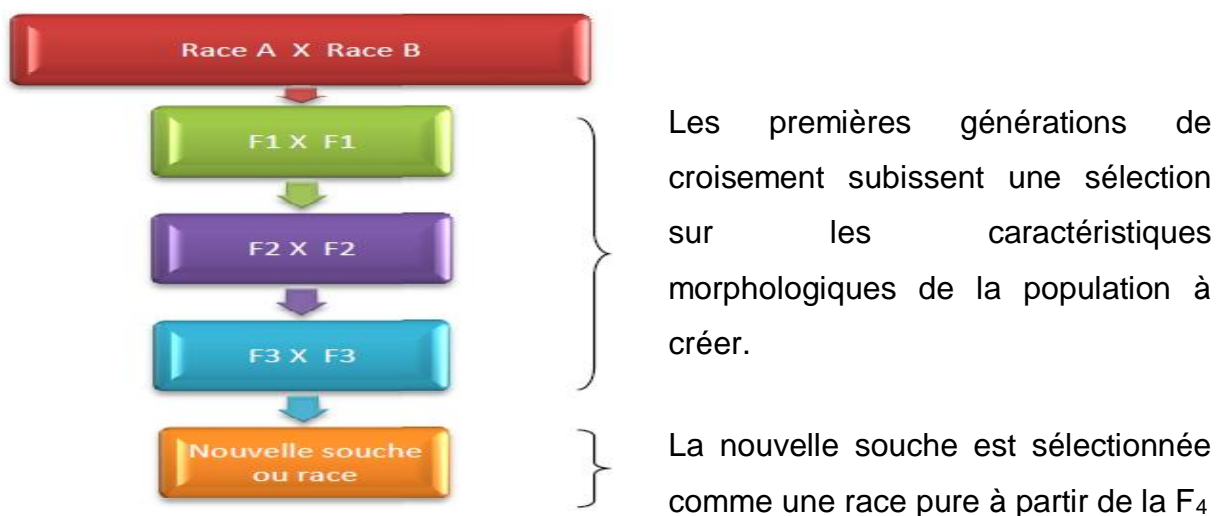 Race A X Race B
F1 X F1
F2 X F2
F3 X F3
Nouvelle souche
ou race
Les premières générations de
croisement subissent une sélection
sur les caractéristiques
morphologiques de la population à
créer.
La nouvelle souche est sélectionnée
comme une race pure à partir de la F₄